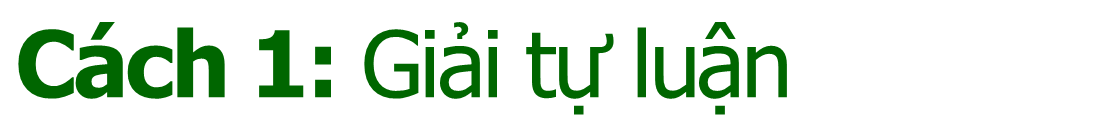 Cách 1: Giải tự luận